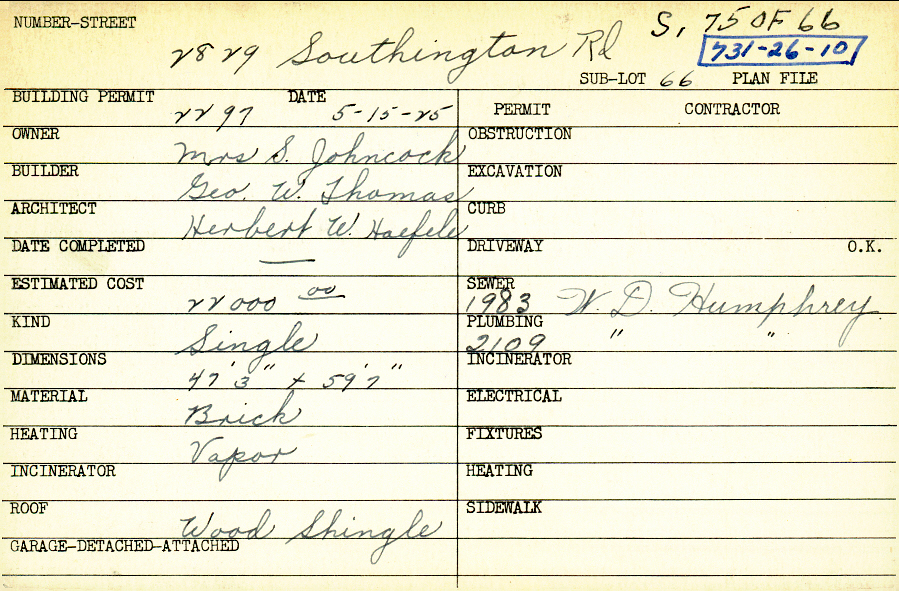 NUMBER-STREET 2829 Southington Rd S, 75 OF 66
731-26-10
SUB-LOT 66 PLAN FILE
BUILDING PERMIT 2297 DATE 5-15-25 PERMIT CONTRACTOR
OWNER Mrs S. Johncock OBSTRUCTION
BUILDER Geo. W. Thomas EXCAVATION
ARCHITECT Herbert W. Haefele CURB
DATE COMPLETED — DRIVEWAY O.K.
ESTIMATED COST 22000 00 SEWER 1983 W. D. Humphrey
KIND Single PLUMBING 2109 " "
DIMENSIONS 47' 3" x 59' 7" INCINERATOR
MATERIAL Brick ELECTRICAL
HEATING Vapor FIXTURES
INCINERATOR HEATING
ROOF Wood Shingle SIDEWALK
GARAGE-DETACHED-ATTACHED